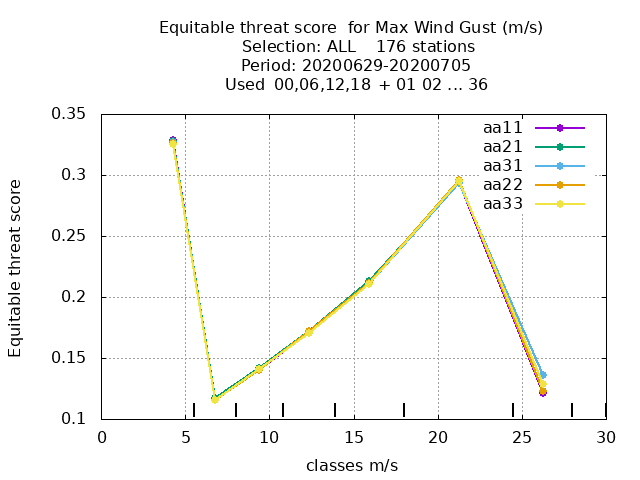 Equitable threat score  for Max Wind Gust (m/s)
Selection: ALL    176 stations
Period: 20200629-20200705
Used  00,06,12,18  + 01 02 ... 36
0.35
0.3
0.25
0.2
0.15
0.1
Equitable threat score
aa11
aa21
aa31
aa22
aa33
0 5 10 15 20 25 30
classes m/s